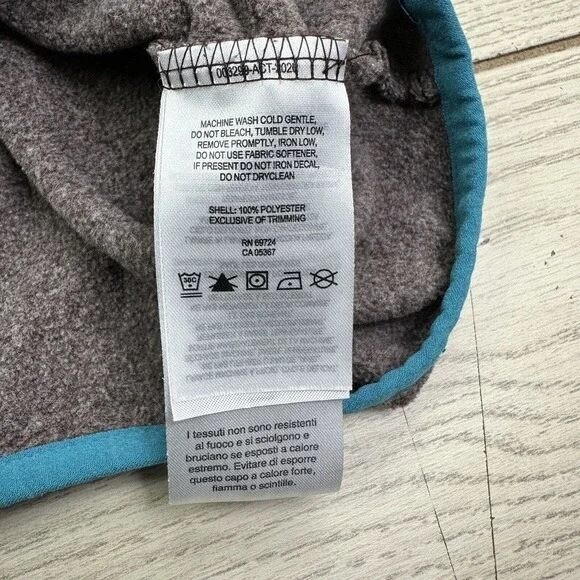 MACHINE WASH COLD GENTLE,
DO NOT BLEACH, TUMBLE DRY LOW,
REMOVE PROMPTLY, IRON LOW,
DO NOT USE FABRIC SOFTENER,
IF PRESENT DO NOT IRON DECAL,
DO NOT DRYCLEAN
SHELL: 100% POLYESTER
EXCLUSIVE OF TRIMMING
RN 69724
CA 05367
30C
I tessuti non sono resistenti
al fuoco e si sciolgono e
bruciano se esposti a calore
estremo. Evitare di esporre
questo capo a calore forte,
fiamma o scintille.